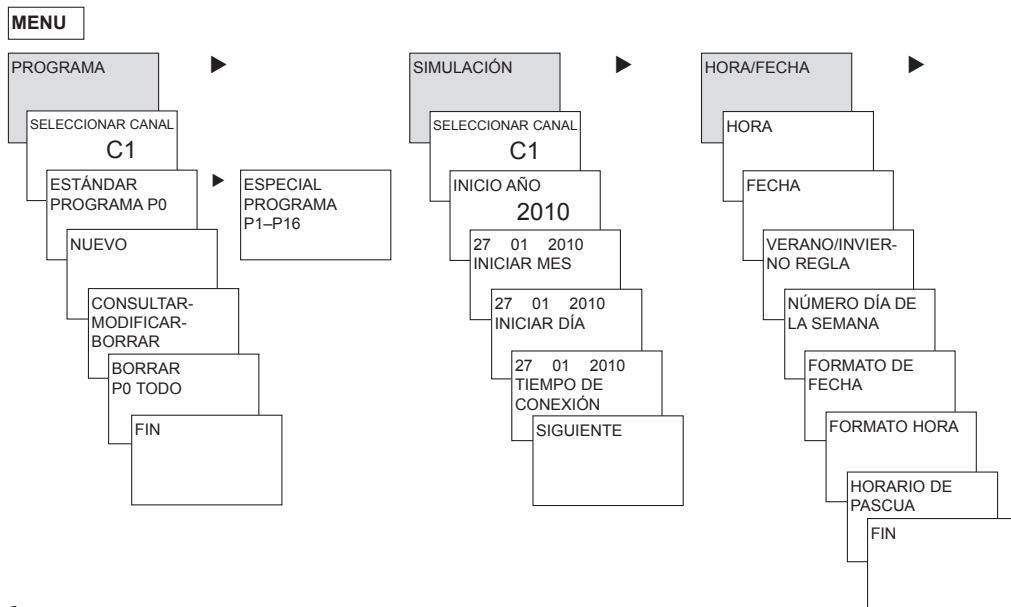 MENU
PROGRAMA
SELECCIONAR CANAL
C1
ESTÁNDAR
PROGRAMA P0
NUEVO
CONSULTAR-
MODIFICAR-
BORRAR
BORRAR
P0 TODO
FIN
ESPECIAL
PROGRAMA
P1–P16
SIMULACIÓN
SELECCIONAR CANAL
C1
INICIO AÑO
2010
27 01 2010
INICIAR MES
27 01 2010
INICIAR DÍA
27 01 2010
TIEMPO DE
CONEXIÓN
SIGUIENTE
HORA/FECHA
HORA
FECHA
VERANO/INVIER-
NO REGLA
NÚMERO DÍA DE
LA SEMANA
FORMATO DE
FECHA
FORMATO HORA
HORARIO DE
PASCUA
FIN